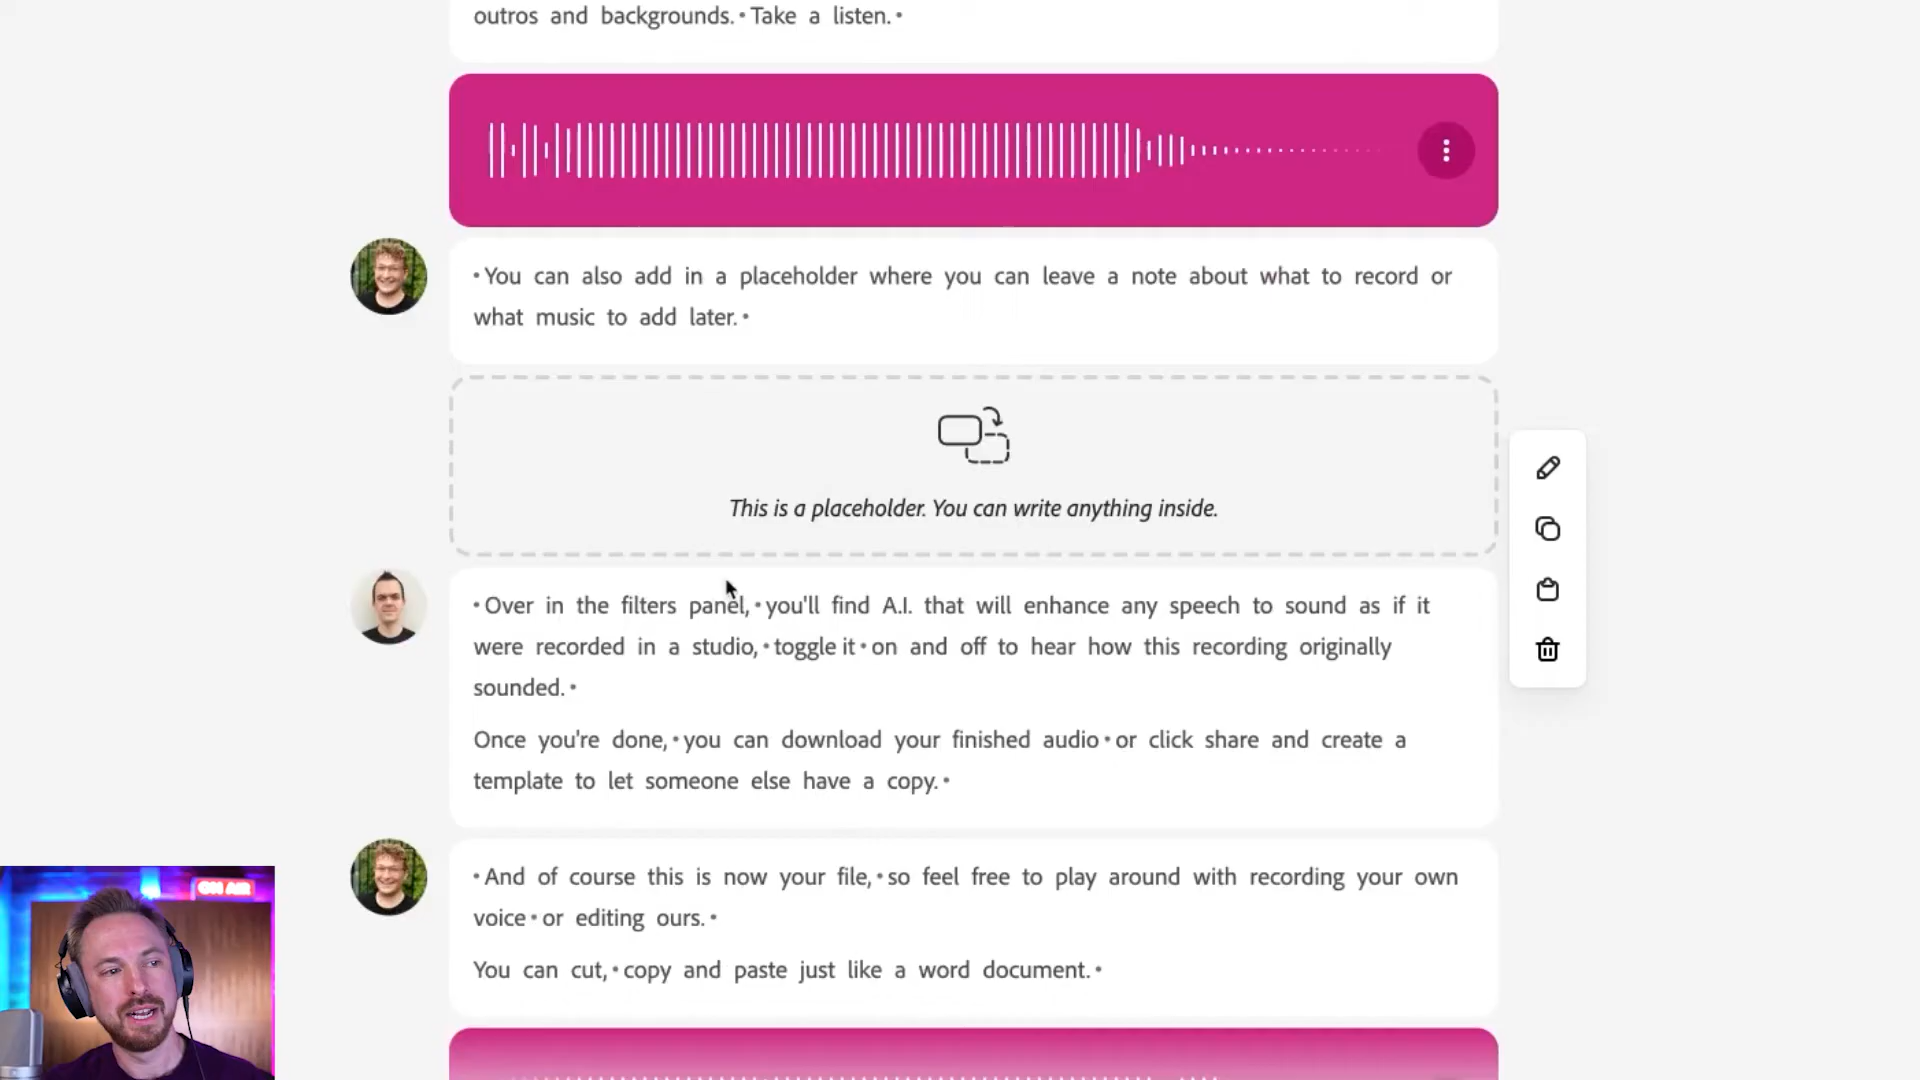 outros and backgrounds. • Take a listen. •
• You can also add in a placeholder where you can leave a note about what to record or
what music to add later. •
This is a placeholder. You can write anything inside.
• Over in the filters panel, • you'll find A.I. that will enhance any speech to sound as if it
were recorded in a studio, • toggle it • on and off to hear how this recording originally
sounded. •
Once you're done, • you can download your finished audio • or click share and create a
template to let someone else have a copy. •
• And of course this is now your file, • so feel free to play around with recording your own
voice • or editing ours. •
You can cut, • copy and paste just like a word document. •
ON AIR